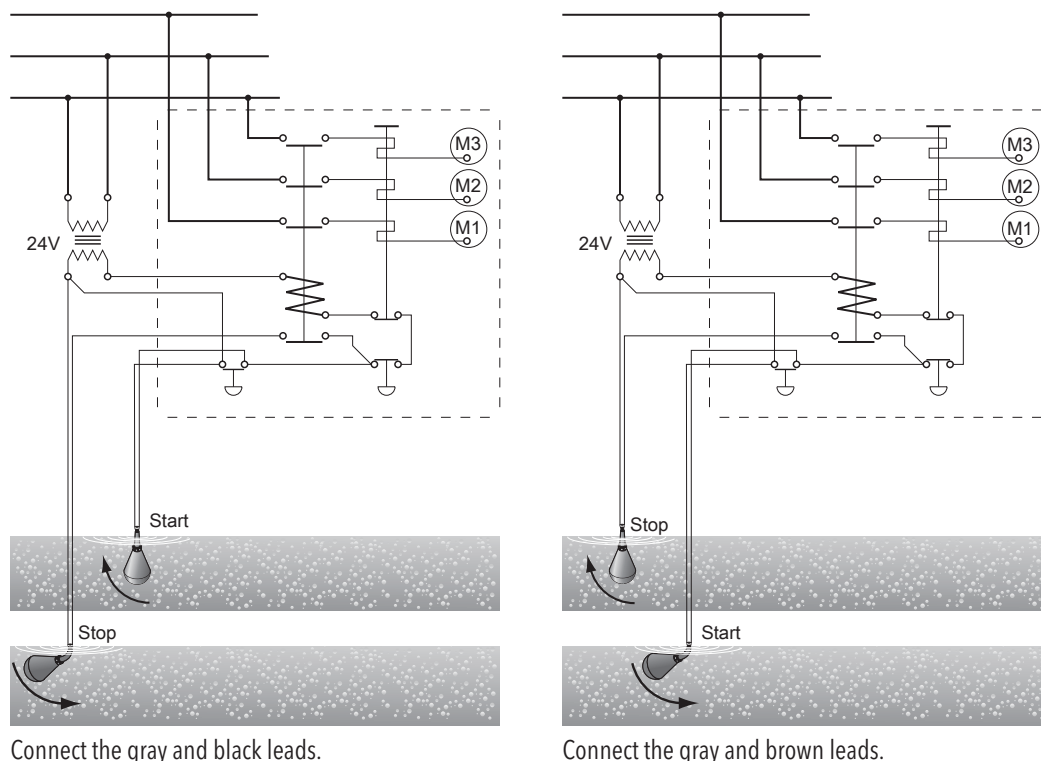 M3
M2
M1
24V
Start
Stop
Connect the gray and black leads.
M3
M2
M1
24V
Stop
Start
Connect the gray and brown leads.